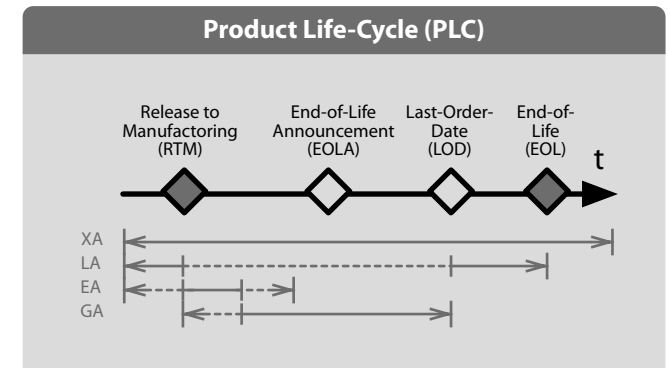 Product Life-Cycle (PLC)
Release to
Manufactoring
(RTM)
End-of-Life
Announcement
(EOLA)
Last-Order-
Date
(LOD)
End-of-
Life
(EOL)
t
XA
LA
EA
GA